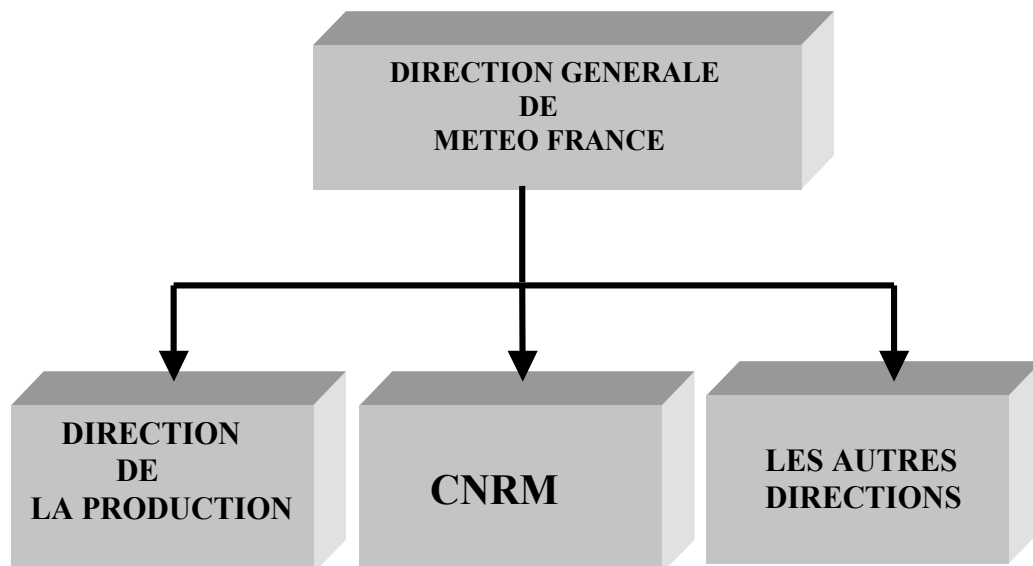 DIRECTION GENERALE
DE
METEO FRANCE
DIRECTION
DE
LA PRODUCTION
CNRM
LES AUTRES
DIRECTIONS